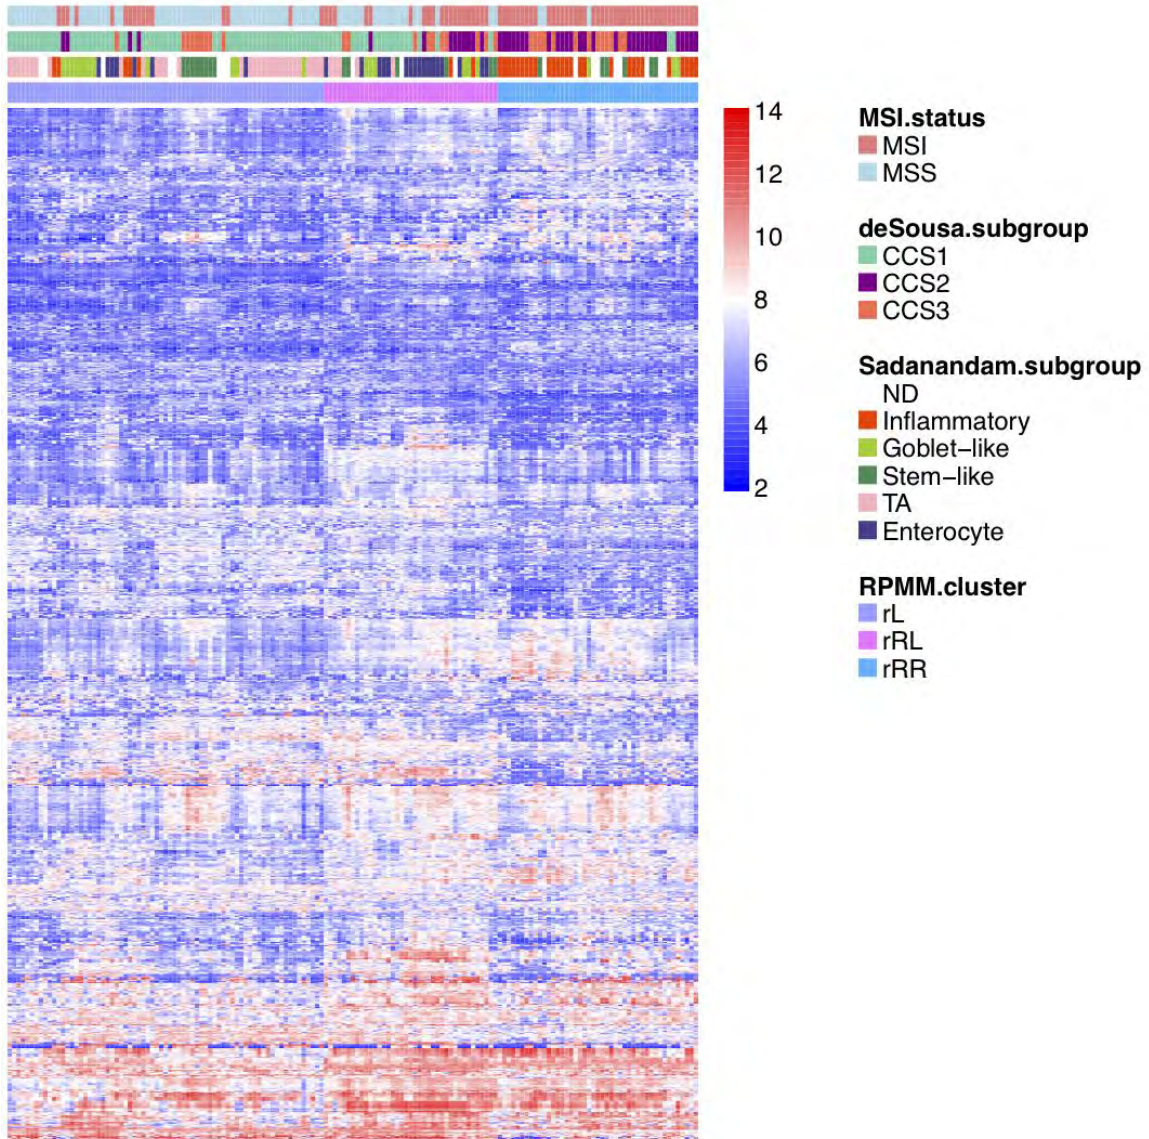 14
12
10
8
6
4
2
MSI.status
MSI
MSS
deSousa.subgroup
CCS1
CCS2
CCS3
Sadanandam.subgroup
ND
Inflammatory
Goblet−like
Stem−like
TA
Enterocyte
RPMM.cluster
rL
rRL
rRR